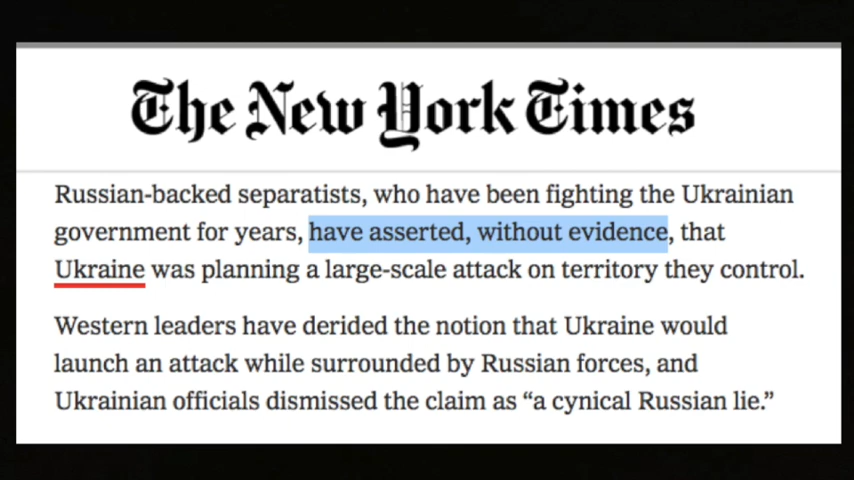 The New York Times
Russian-backed separatists, who have been fighting the Ukrainian
government for years, have asserted, without evidence, that
Ukraine was planning a large-scale attack on territory they control.
Western leaders have derided the notion that Ukraine would
launch an attack while surrounded by Russian forces, and
Ukrainian officials dismissed the claim as “a cynical Russian lie.”